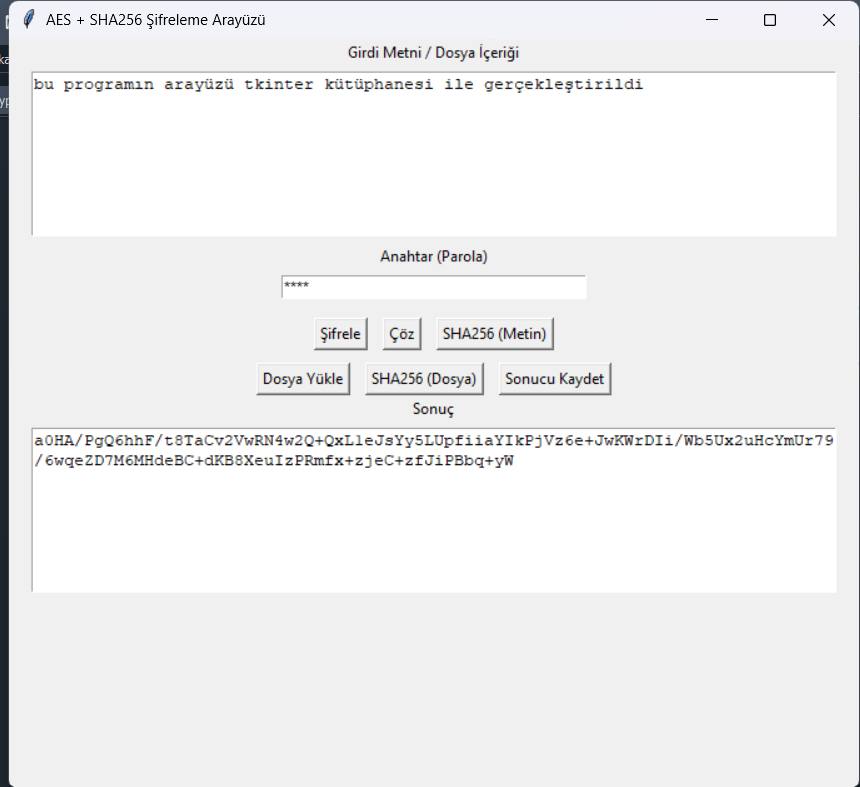 AES + SHA256 Şifreleme Arayüzü
Girdi Metni / Dosya İçeriği
bu programın arayüzü tkinter kütüphanesi ile gerçekleştirildi
Anahtar (Parola)
****
Şifrele Çöz SHA256 (Metin)
Dosya Yükle SHA256 (Dosya) Sonucu Kaydet
Sonuç
a0HA/PgQ6hhF/t8TaCv2VwRN4w2Q+QxL1eJsYy5LUpfiiaYIkPjVz6e+JwKWrDIi/Wb5Ux2uHcYmUr79
/6wqeZD7M6MHdeBC+dKB8XeuIzPRmfx+zjeC+zfJiPBbq+yW